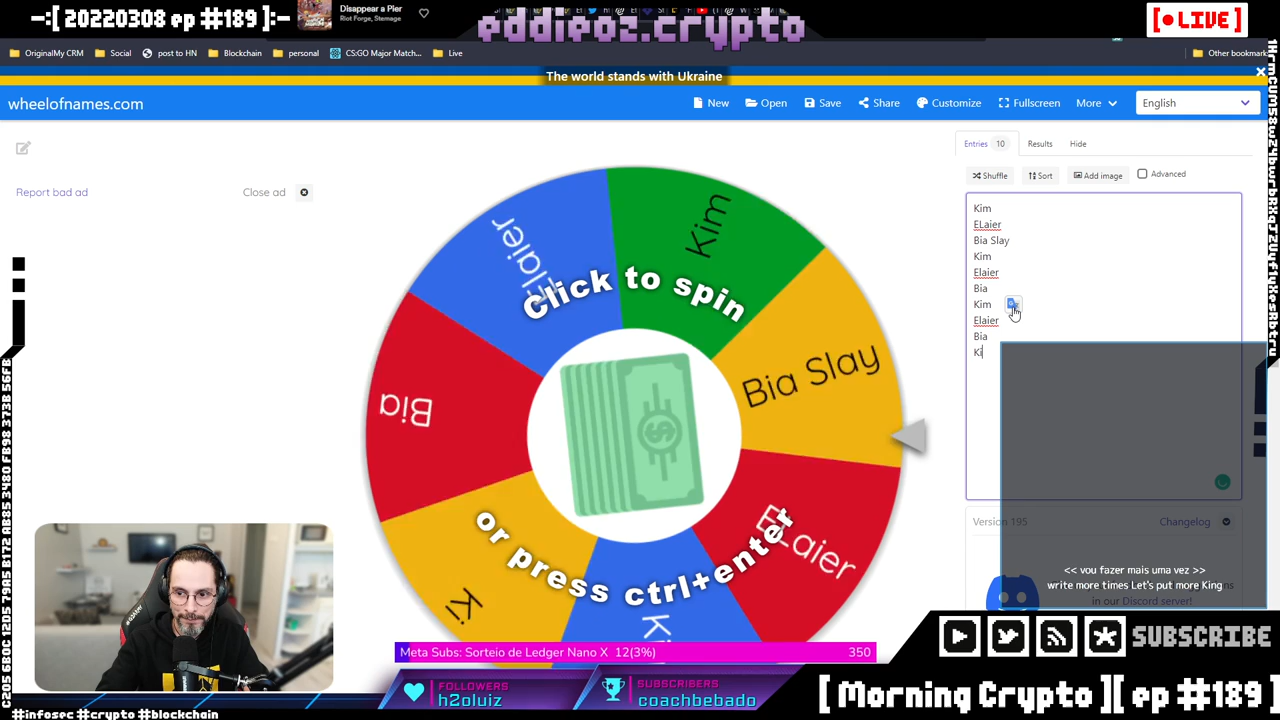 -:[ 20220308 ep #189 ]:-
Disappear a Pier
Riot Forge, Stemage
eddieoz.crypto
[● LIVE]
OriginalMy CRM
Social
post to HN
Blockchain
personal
CS:GO Major Match...
Live
Other bookmark
The world stands with Ukraine
wheelofnames.com
New
Open
Save
Share
Customize
Fullscreen
More
English
Entries 10
Results
Hide
Report bad ad
Close ad
Shuffle
Sort
Add image
Advanced
Kim
ELaier
Bia Slay
Kim
Elaier
Bia
Kim
Elaier
Bia
Ki
Elaier
Kim
Bia Slay
ELaier
Bia
Ki
Click to spin
or press ctrl+enter
Version 195
Changelog
<< vou fazer mais uma vez >>
write more times Let's put more King
in our Discord server!
Meta Subs: Sorteio de Ledger Nano X 12(3%)
350
FOLLOWERS
h2oluiz
SUBSCRIBERS
coachbebado
SUBSCRIBE
[ Morning Crypto ][ ep #189 ]
#infosec #crypto #blockchain